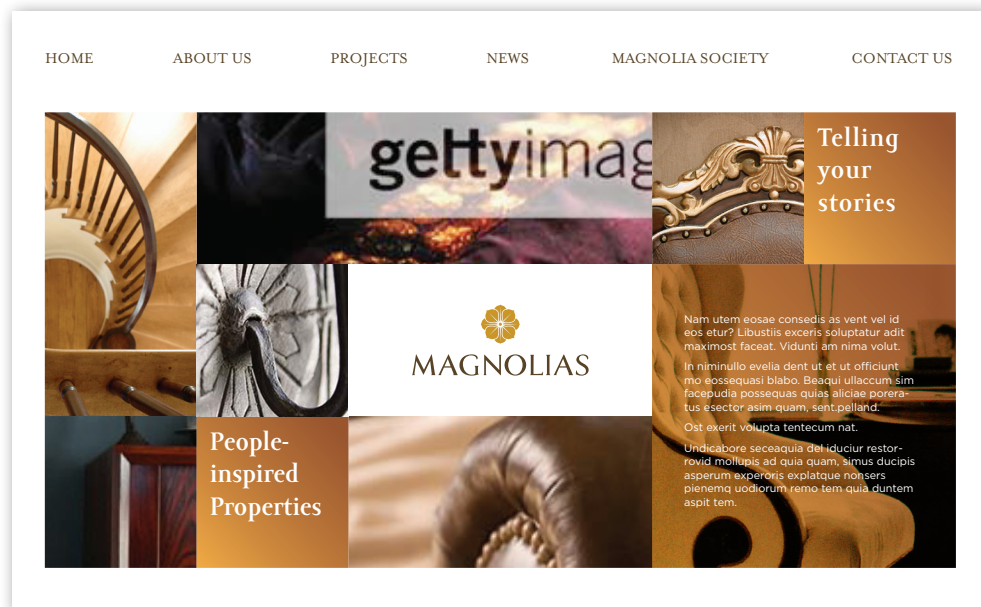 HOME ABOUT US PROJECTS NEWS MAGNOLIA SOCIETY CONTACT US
gettyimag
Telling
your
stories
MAGNOLIAS
Nam utem eosae consedis as vent vel id
eos etur? Libustiis exceris soluptatur adit
maximost faceat. Vidunti am nima volut.
In niminullo evelia dent ut et ut officiunt
mo eossequasi blabo. Beaqui ullaccum sim
facepudia possequas quias aliciae porera-
tus esector asim quam, sent.pelland.
Ost exerit volupta tentecum nat.
Undicabore seceaquia del iduciur restor-
rovid mollupis ad quia quam, simus ducipis
asperum experoris explatque nonsers
pienemq uodiorum remo tem quia duntem
aspit tem.
People-
inspired
Properties